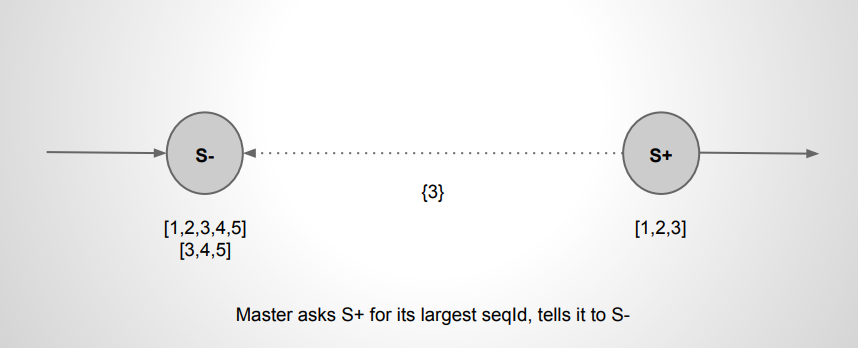 S-
S+
{3}
[1,2,3,4,5]
[1,2,3]
[3,4,5]
Master asks S+ for its largest seqId, tells it to S-